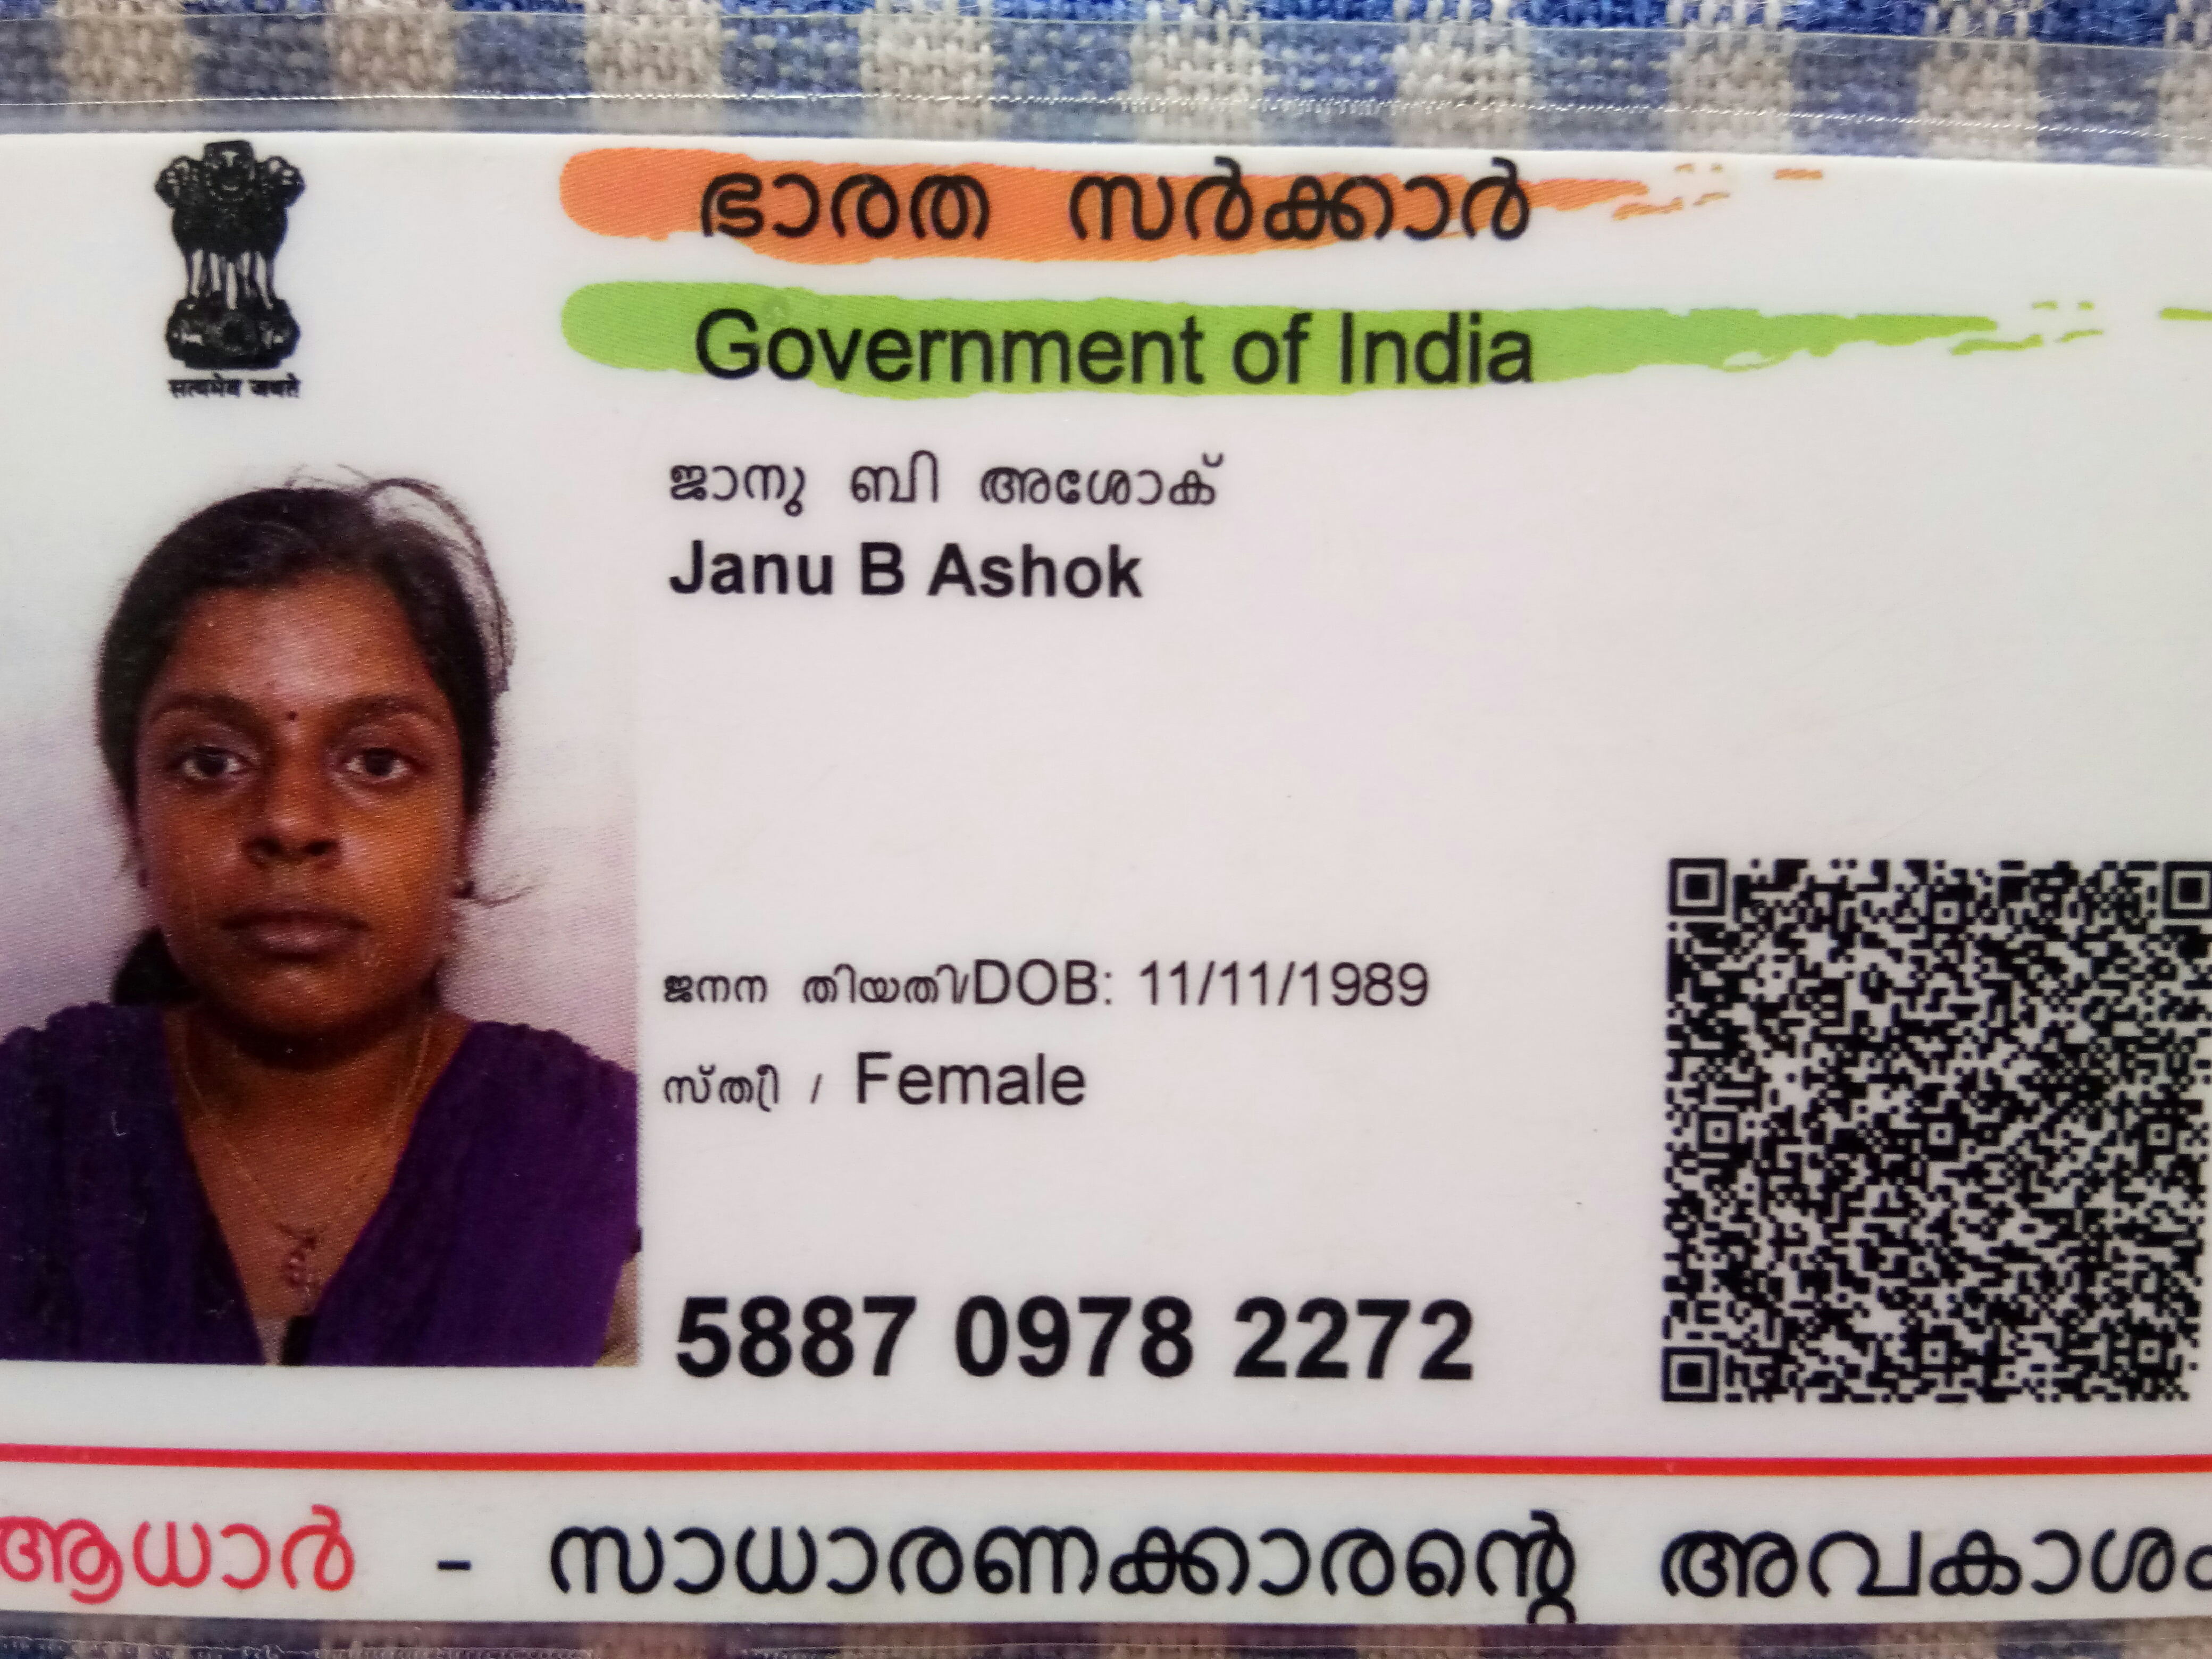 ഭാരത സർക്കാർ
Government of India
सत्यमेव जयते
ജാനു ബി അശോക്
Janu B Ashok
ജനന തിയതി/DOB: 11/11/1989
സ്ത്രീ / Female
5887 0978 2272
ആധാർ - സാധാരണക്കാരന്റെ അവകാശം